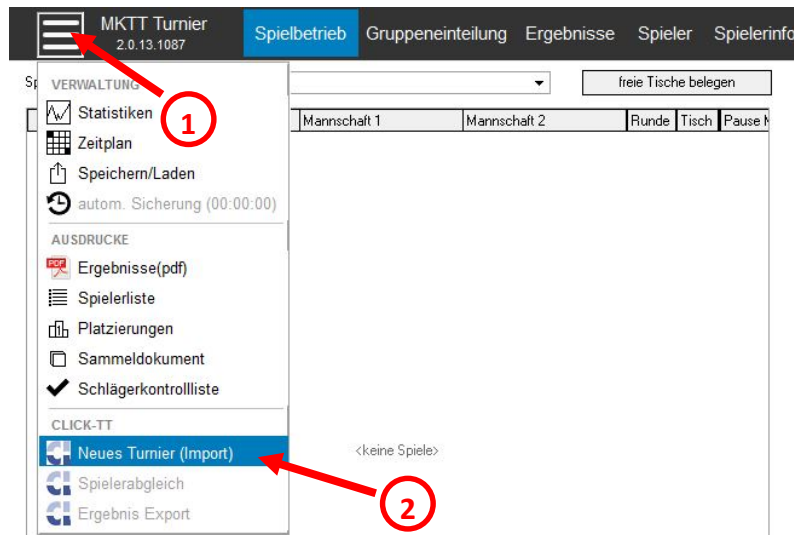 MKTT Turnier
2.0.13.1087
Spielbetrieb Gruppeneinteilung Ergebnisse Spieler Spielerinfo
Sp
freie Tische belegen
VERWALTUNG
Statistiken
1
Mannschaft 1 Mannschaft 2 Runde Tisch Pause M
Zeitplan
Speichern/Laden
autom. Sicherung (00:00:00)
AUSDRUCKE
PDF
Ergebnisse(pdf)
Spielerliste
Platzierungen
Sammeldokument
Schlägerkontrollliste
CLICK-TT
Neues Turnier (Import)
<keine Spiele>
Spielerabgleich
2
Ergebnis Export